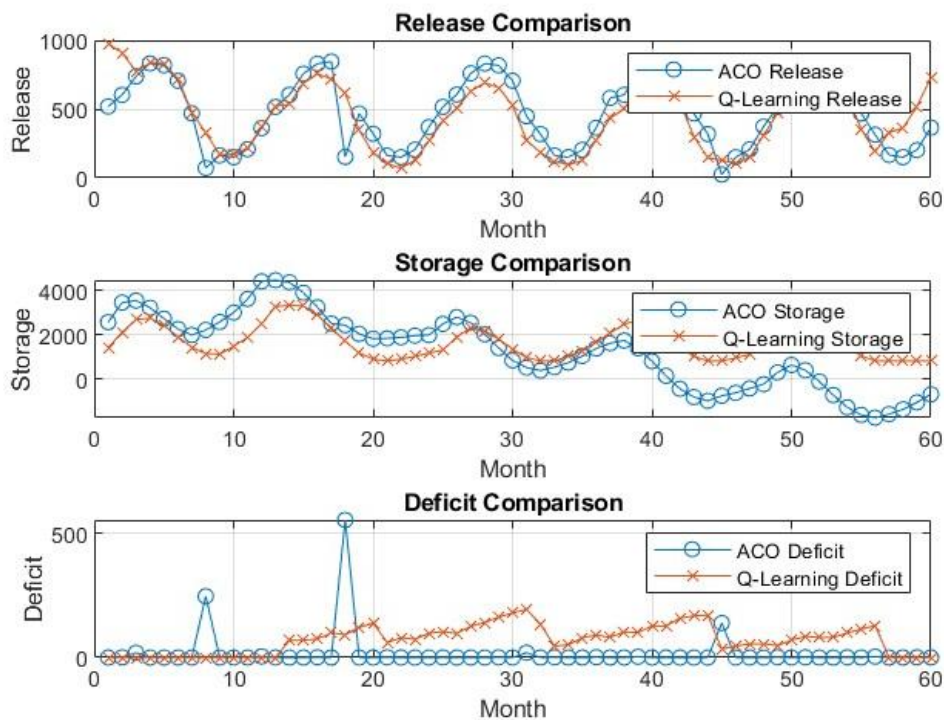 Release Comparison
1000
500
0
Release
ACO Release
Q-Learning Release
0 10 20 30 40 50 60
Month
Storage Comparison
4000
2000
0
Storage
ACO Storage
Q-Learning Storage
0 10 20 30 40 50 60
Month
Deficit Comparison
500
0
Deficit
ACO Deficit
Q-Learning Deficit
0 10 20 30 40 50 60
Month